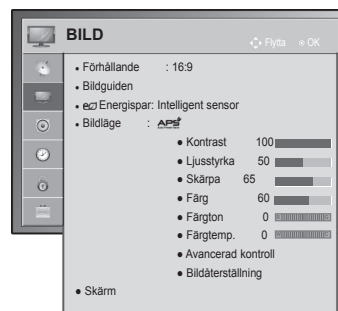 BILD
Flytta OK
• Förhållande : 16:9
• Bildguiden
• Energispar: Intelligent sensor
• Bildläge : APS
● Kontrast 100
● Ljusstyrka 50
● Skärpa 65
● Färg 60
● Färgton 0
● Färgtemp. 0
● Avancerad kontroll
● Bildåterställning
● Skärm